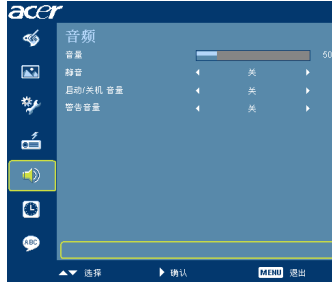 acer
音频
音量 50
静音 关
启动/关机 音量 关
警告音量 关
ABC
▲▼ 选择 ▶ 确认 MENU 退出